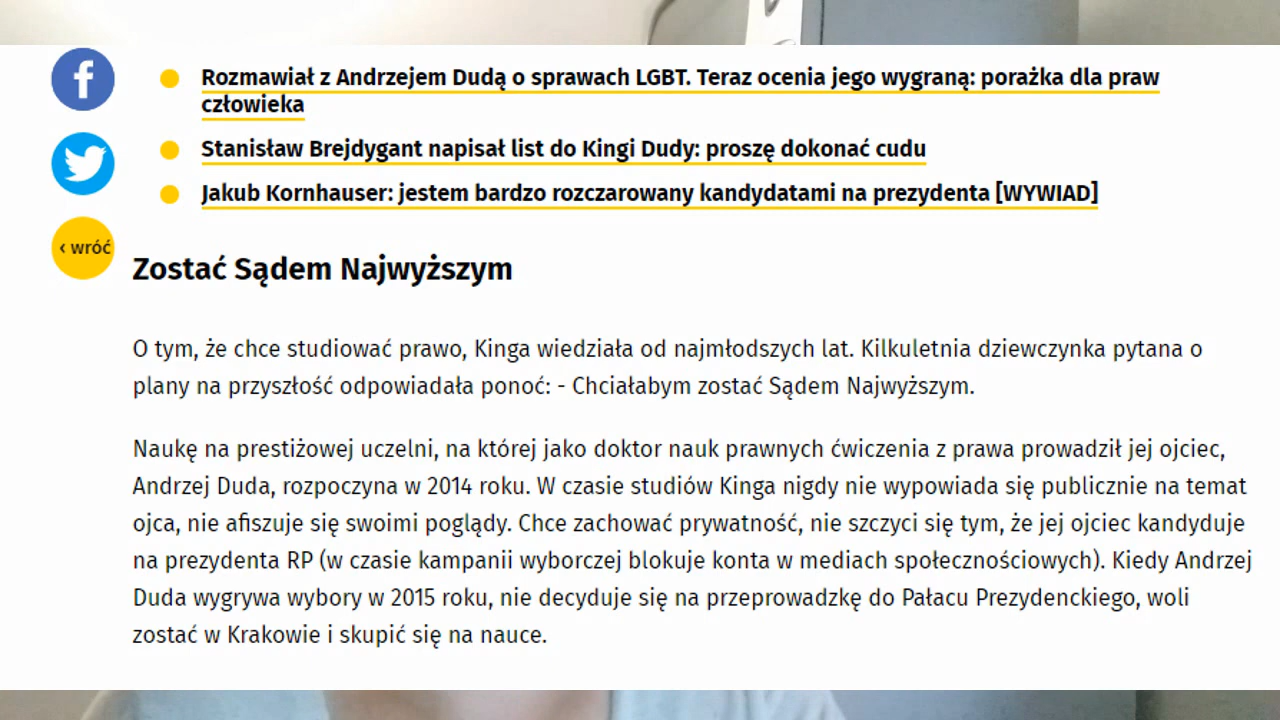 Rozmawiał z Andrzejem Dudą o sprawach LGBT. Teraz ocenia jego wygraną: porażka dla praw
człowieka
Stanisław Brejdygant napisał list do Kingi Dudy: proszę dokonać cudu
Jakub Kornhauser: jestem bardzo rozczarowany kandydatami na prezydenta [WYWIAD]
‹ wróć
Zostać Sądem Najwyższym
O tym, że chce studiować prawo, Kinga wiedziała od najmłodszych lat. Kilkuletnia dziewczynka pytana o
plany na przyszłość odpowiadała ponoć: - Chciałabym zostać Sądem Najwyższym.
Naukę na prestiżowej uczelni, na której jako doktor nauk prawnych ćwiczenia z prawa prowadził jej ojciec,
Andrzej Duda, rozpoczyna w 2014 roku. W czasie studiów Kinga nigdy nie wypowiada się publicznie na temat
ojca, nie afiszuje się swoimi poglądy. Chce zachować prywatność, nie szczyci się tym, że jej ojciec kandyduje
na prezydenta RP (w czasie kampanii wyborczej blokuje konta w mediach społecznościowych). Kiedy Andrzej
Duda wygrywa wybory w 2015 roku, nie decyduje się na przeprowadzkę do Pałacu Prezydenckiego, woli
zostać w Krakowie i skupić się na nauce.